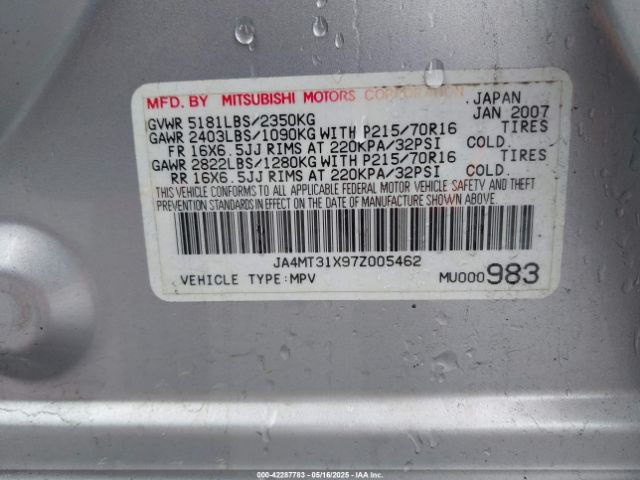 MFD. BY MITSUBISHI MOTORS CORPORATION JAPAN
GVWR 5181LBS/2350KG JAN 2007
GAWR 2403LBS/1090KG WITH P215/70R16 TIRES
FR 16X6.5JJ RIMS AT 220KPA/32PSI COLD.
GAWR 2822LBS/1280KG WITH P215/70R16 TIRES
RR 16X6.5JJ RIMS AT 220KPA/32PSI COLD.
THIS VEHICLE CONFORMS TO ALL APPLICABLE FEDERAL MOTOR VEHICLE SAFETY AND THEFT
PREVENTION STANDARDS IN EFFECT ON THE DATE OF MANUFACTURE SHOWN ABOVE.
JA4MT31X97Z005462
VEHICLE TYPE:MPV MU000983
000-42287783 - 05/16/2025 - IAA, Inc.